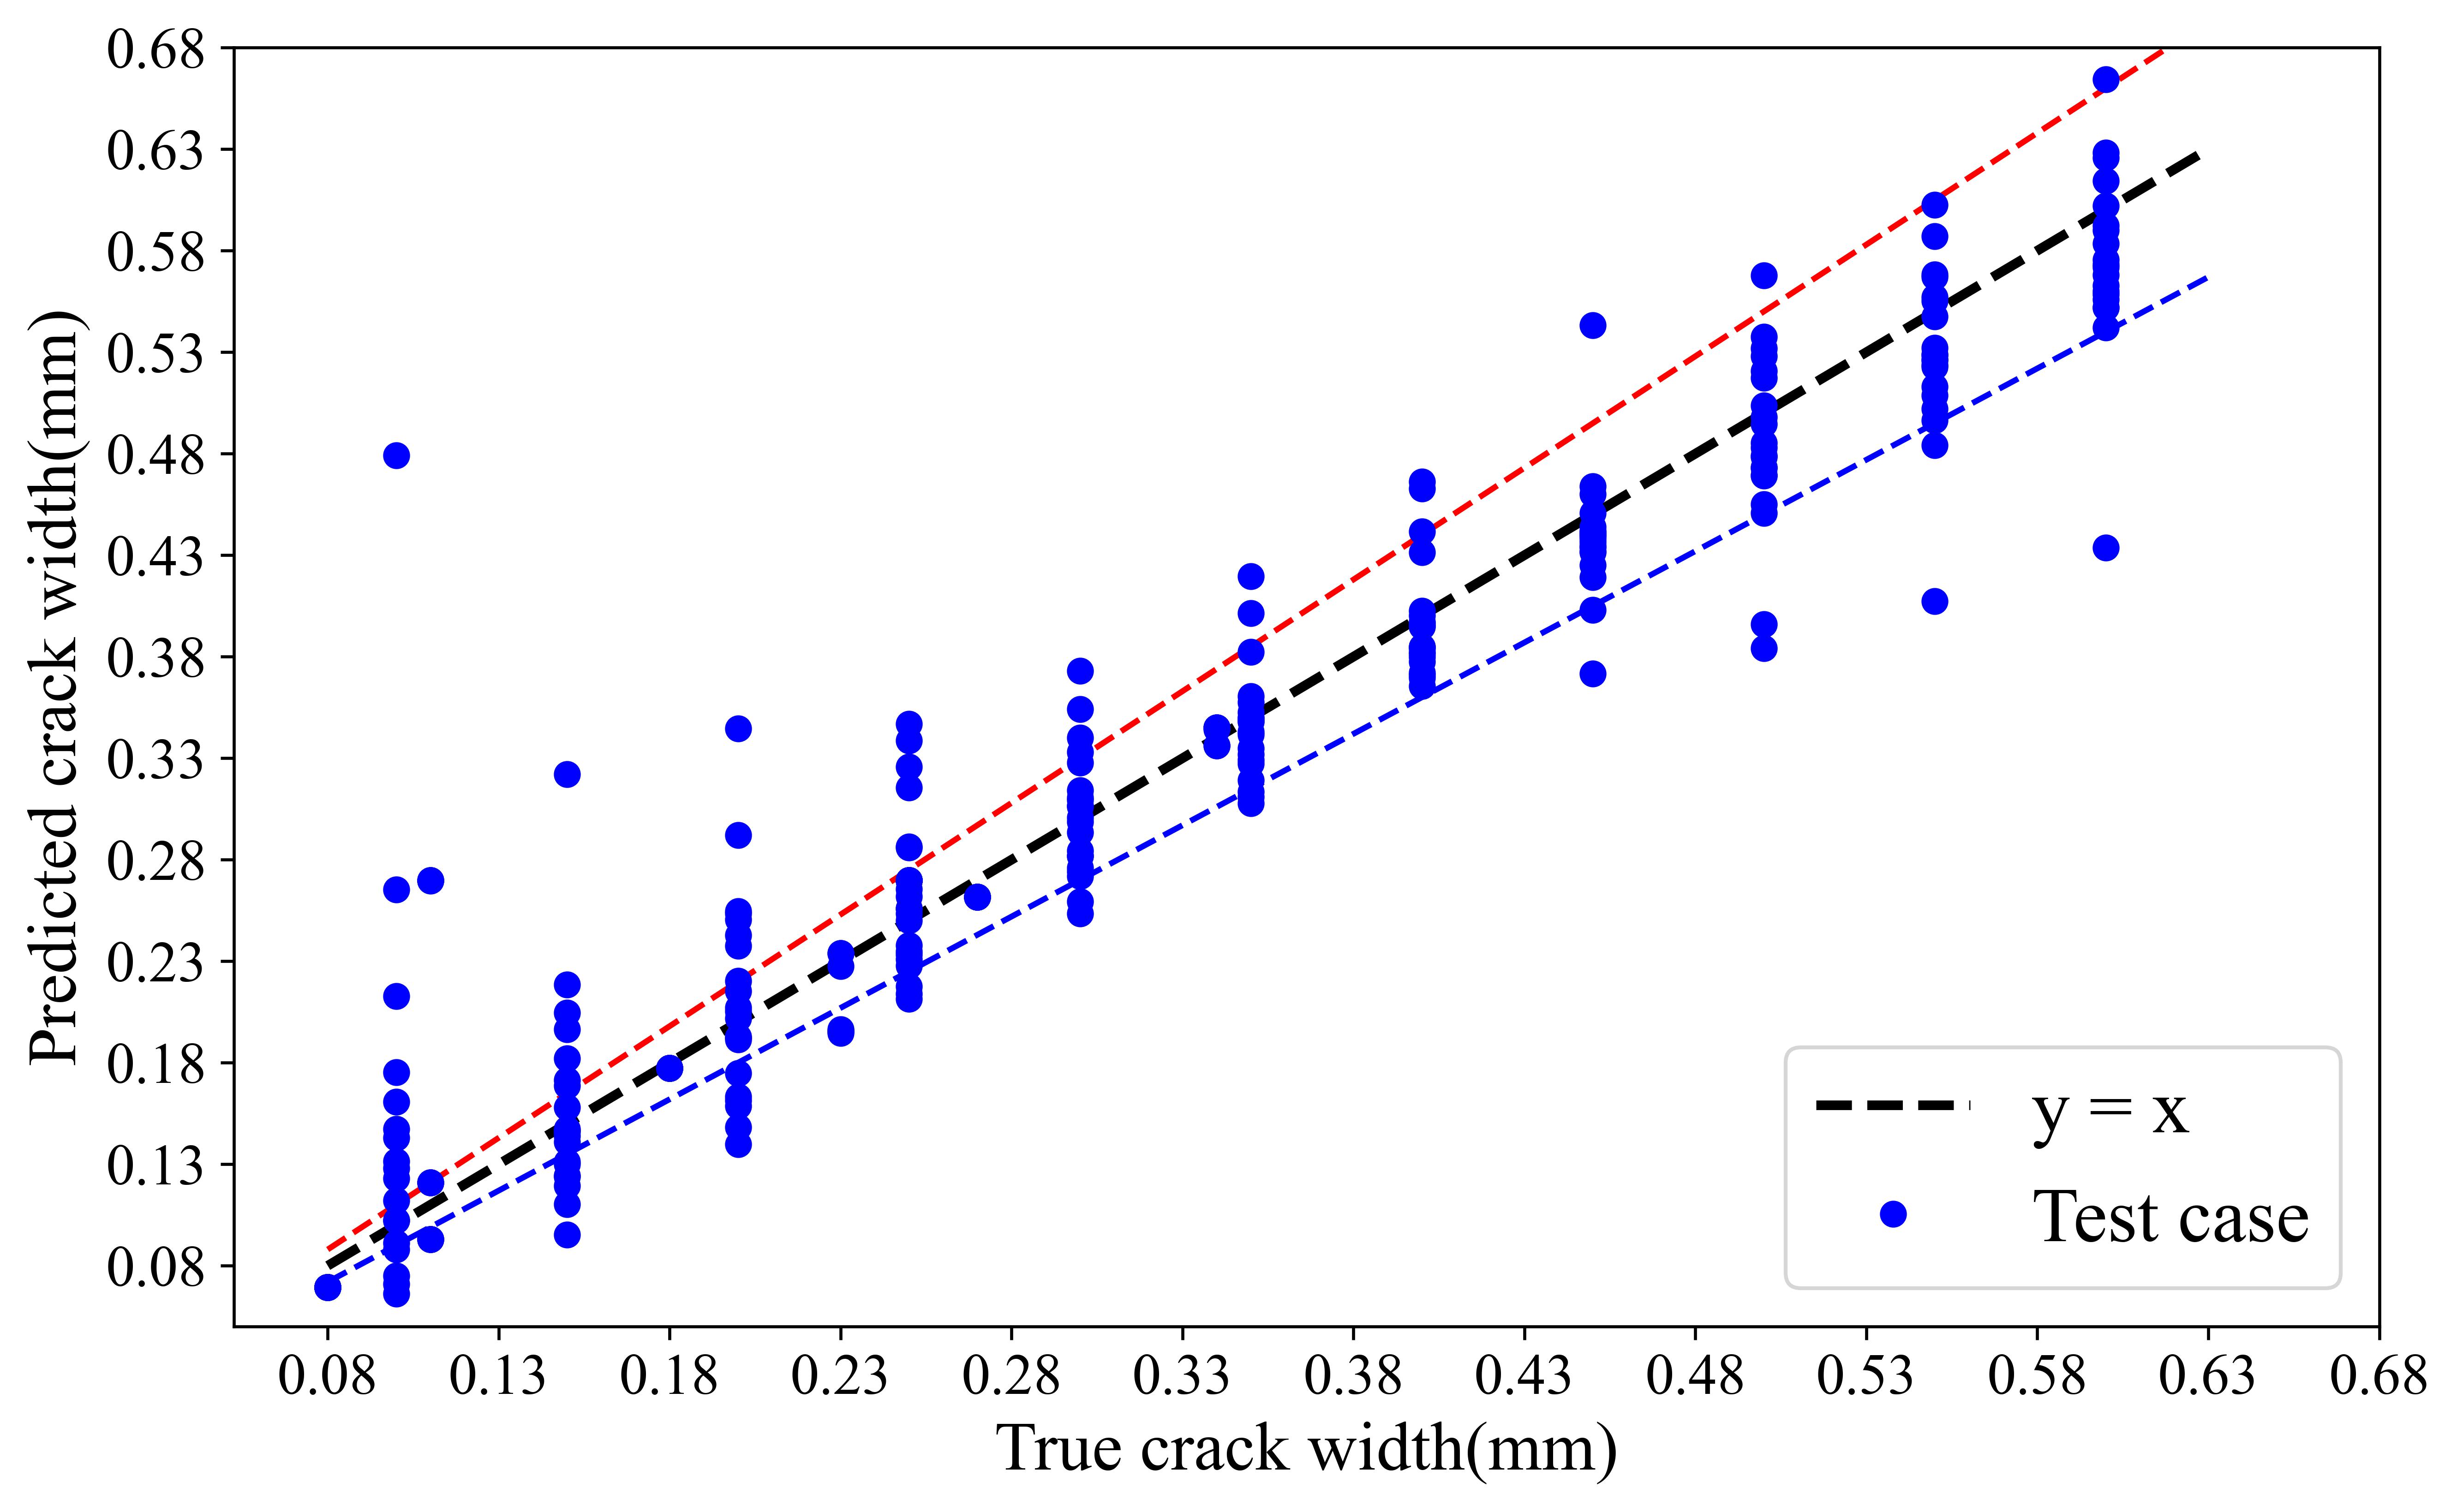 Predicted crack width(mm)
0.68
0.63
0.58
0.53
0.48
0.43
0.38
0.33
0.28
0.23
0.18
0.13
0.08
y = x
Test case
0.08 0.13 0.18 0.23 0.28 0.33 0.38 0.43 0.48 0.53 0.58 0.63 0.68
True crack width(mm)